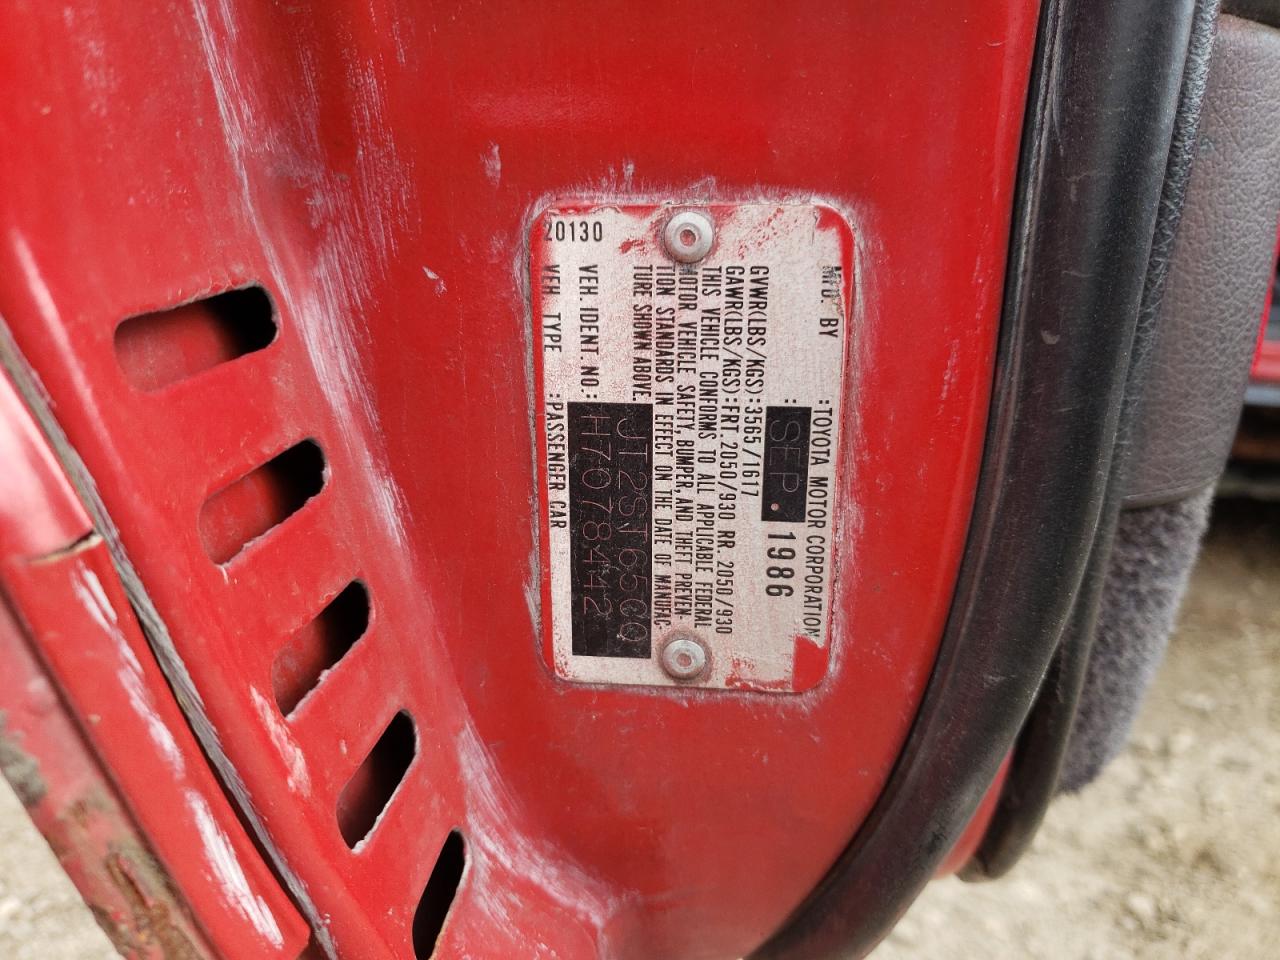 MFD. BY :TOYOTA MOTOR CORPORATION
:SEP. 1986
GVWR(LBS/KGS):3565/1617
GAWR(LBS/KGS):FRT. 2050/930 RR. 2050/930
THIS VEHICLE CONFORMS TO ALL APPLICABLE FEDERAL
MOTOR VEHICLE SAFETY, BUMPER, AND THEFT PREVEN-
TION STANDARDS IN EFFECT ON THE DATE OF MANUFAC-
TURE SHOWN ABOVE.
VEH. IDENT. NO.: JT2ST65C0
H7078442
VEH. TYPE :PASSENGER CAR
20130